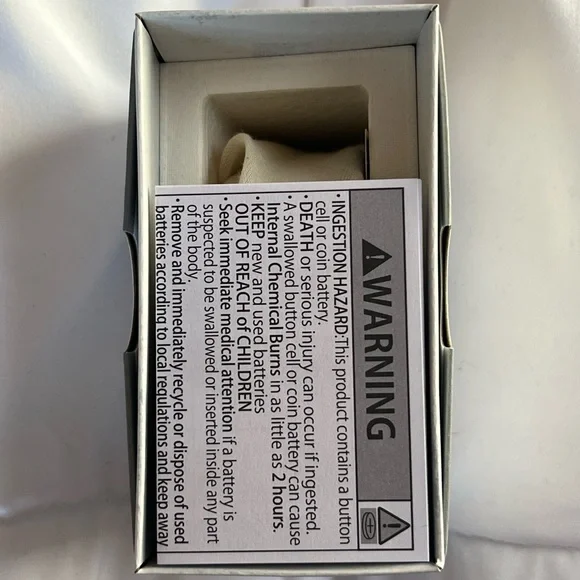 ⚠WARNING
• INGESTION HAZARD: This product contains a button
cell or coin battery.
• DEATH or serious injury can occur if ingested.
• A swallowed button cell or coin battery can cause
Internal Chemical Burns in as little as 2 hours.
• KEEP new and used batteries
OUT OF REACH of CHILDREN
• Seek immediate medical attention if a battery is
suspected to be swallowed or inserted inside any part
of the body.
• Remove and immediately recycle or dispose of used
batteries according to local regulations and keep away